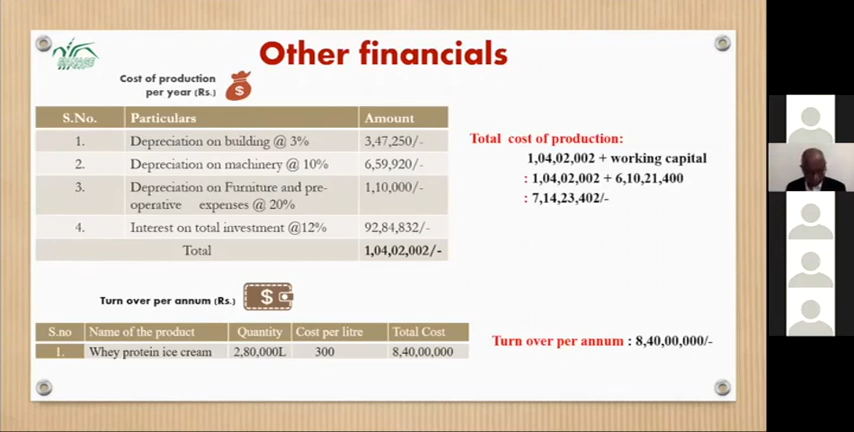 Other financials
Cost of production
per year (Rs.)
$
S.No. Particulars Amount
1. Depreciation on building @ 3% 3,47,250/-
2. Depreciation on machinery @ 10% 6,59,920/-
3. Depreciation on Furniture and pre- 1,10,000/-
operative expenses @ 20%
4. Interest on total investment @12% 92,84,832/-
Total 1,04,02,002/-
Total cost of production:
1,04,02,002 + working capital
: 1,04,02,002 + 6,10,21,400
: 7,14,23,402/-
Turn over per annum (Rs.)
$
S.no Name of the product Quantity Cost per litre Total Cost
1. Whey protein ice cream 2,80,000L 300 8,40,00,000
Turn over per annum : 8,40,00,000/-